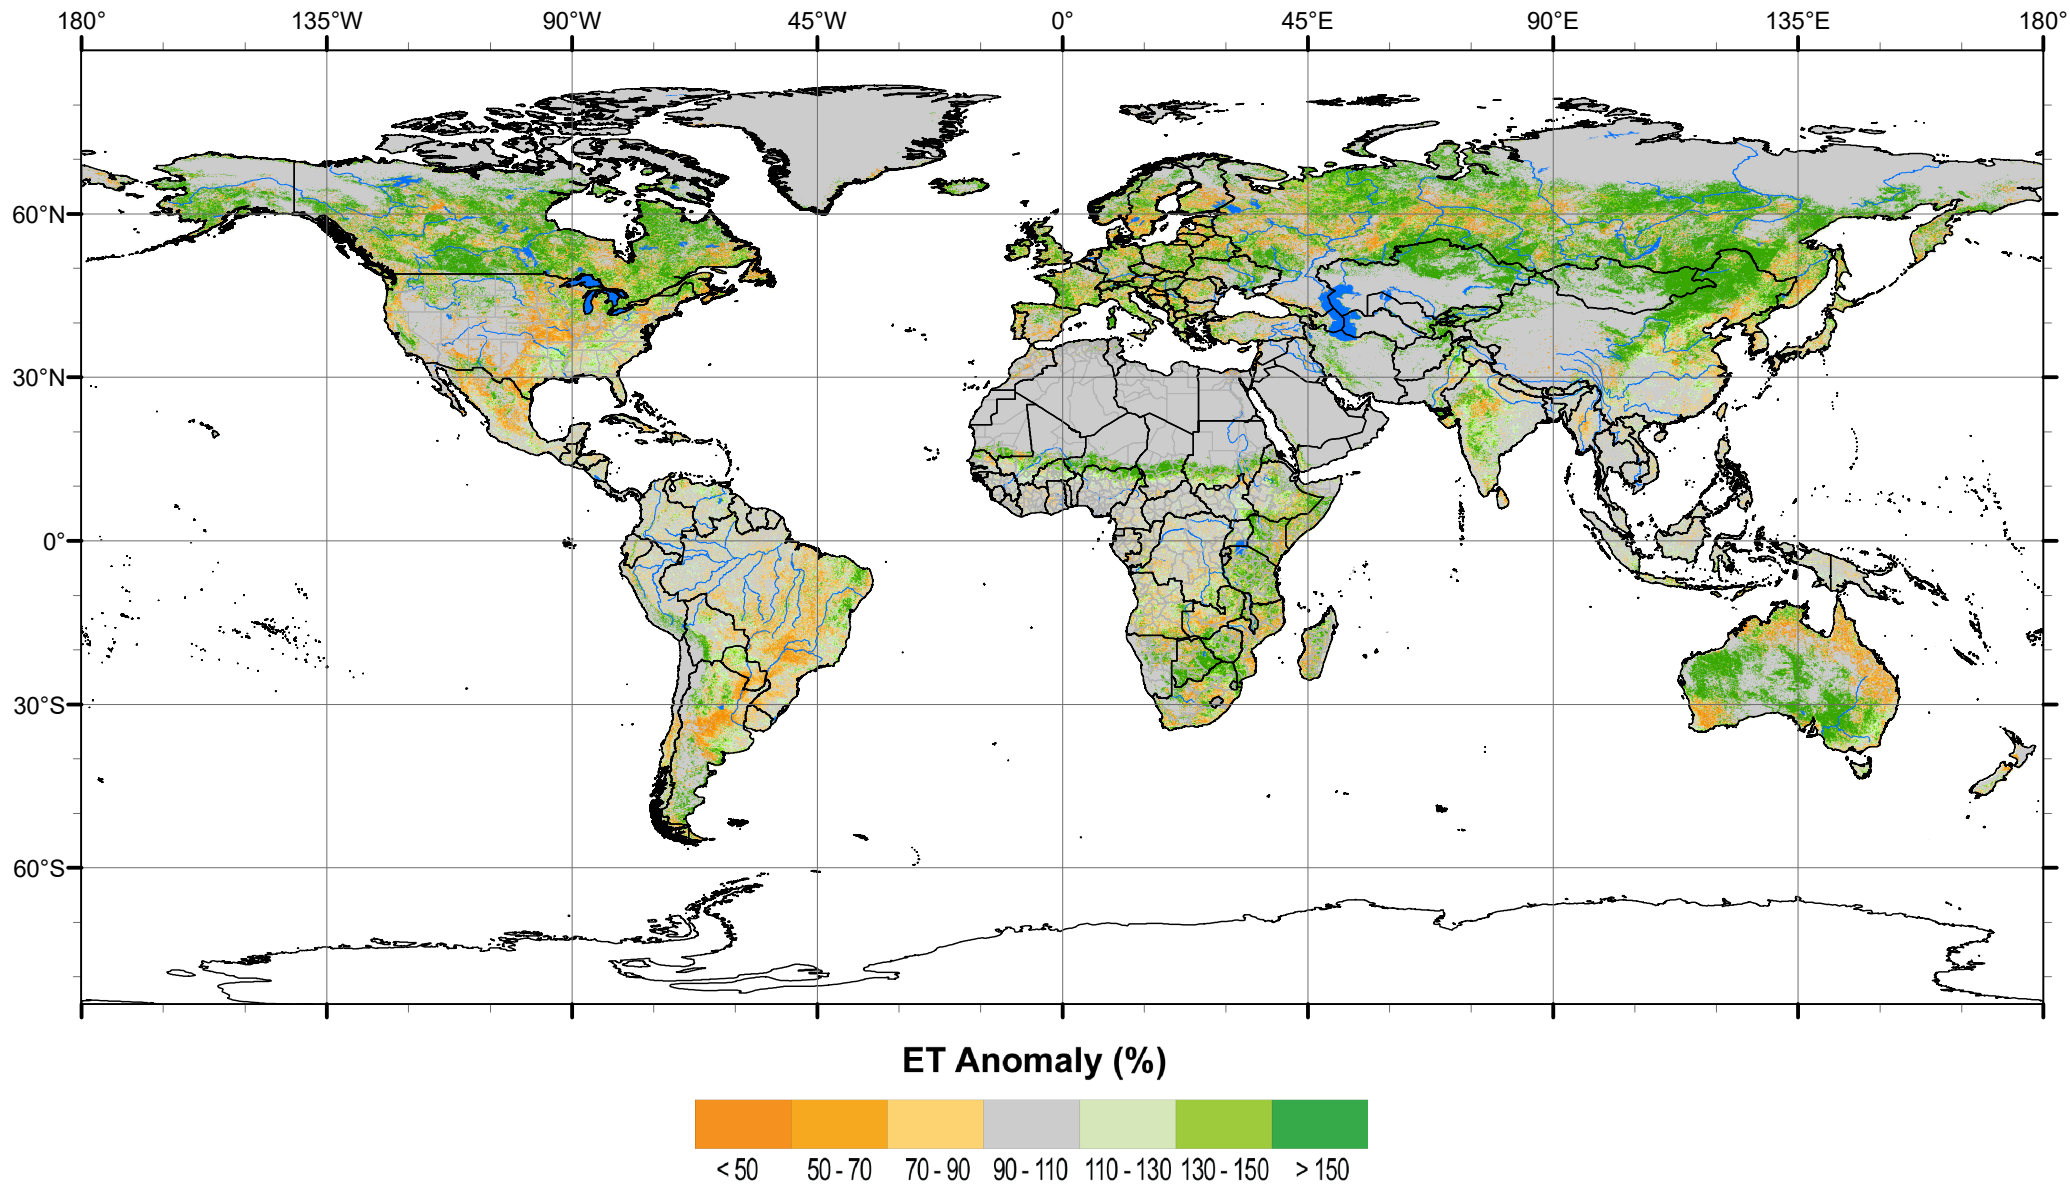 180° 135°W 90°W 45°W 0° 45°E 90°E 135°E 180°
60°N
30°N
0°
30°S
60°S
ET Anomaly (%)
< 50 50 - 70 70 - 90 90 - 110 110 - 130 130 - 150 > 150